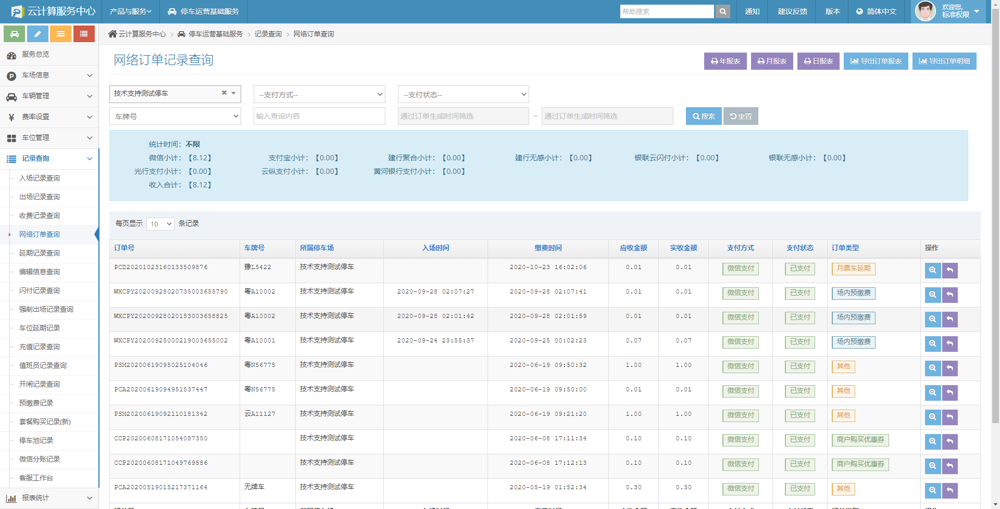 云计算服务中心 产品与服务 停车运营基础服务 帮助搜索 通知 建议反馈 版本 简体中文 欢迎您, 标准权限
云计算服务中心 > 停车运营基础服务 > 记录查询 > 网络订单查询
服务总览
车场信息
车辆管理
费率设置
车位管理
记录查询
入场记录查询
出场记录查询
收费记录查询
网络订单查询
延期记录查询
编辑信息查询
闪付记录查询
强制出场记录查询
车位延期记录
充值记录查询
值班员记录查询
开闸记录查询
预缴费记录
套餐购买记录(新)
停车池记录
微信分账记录
客服工作台
报表统计
网络订单记录查询 年报表 月报表 日报表 导出订单报表 导出订单明细
技术支持测试停车 --支付方式-- --支付状态--
车牌号 输入查询内容 通过订单生成时间筛选 – 通过订单生成时间筛选 搜索 重置
统计时间：不限
微信小计：【8.12】 支付宝小计：【0.00】 建行聚合小计：【0.00】 建行无感小计：【0.00】 银联云闪付小计：【0.00】 银联无感小计：【0.00】
光行支付小计：【0.00】 云纵支付小计：【0.00】 黄河银行支付小计：【0.00】
收入合计：【8.12】
每页显示 10 条记录
订单号 车牌号 所属停车场 入场时间 缴费时间 应收金额 实收金额 支付方式 支付状态 订单类型 操作
PCD20201023160133509876 豫L5422 技术支持测试停车 2020-10-23 16:02:06 0.01 0.01 微信支付 已支付 月票车延期
WXCPY20200928020735003655790 粤A10002 技术支持测试停车 2020-09-28 02:07:27 2020-09-28 02:07:41 0.01 0.01 微信支付 已支付 场内预缴费
WXCPY20200928020153003658825 粤A10002 技术支持测试停车 2020-09-28 02:01:42 2020-09-28 02:01:59 0.01 0.01 微信支付 已支付 场内预缴费
WXCPY20200925000219003655002 粤A10001 技术支持测试停车 2020-09-24 23:55:37 2020-09-25 00:02:23 0.07 0.07 微信支付 已支付 场内预缴费
PSM20200619095025104046 粤N56775 技术支持测试停车 2020-06-19 09:50:32 1.00 1.00 微信支付 已支付 其他
PCA20200619094951537447 粤N56775 技术支持测试停车 2020-06-19 09:50:00 0.01 0.01 微信支付 已支付 其他
PSM20200619092110181342 云A11127 技术支持测试停车 2020-06-19 09:21:20 1.00 1.00 微信支付 已支付 其他
CCP20200608171054087350 技术支持测试停车 2020-06-08 17:11:34 0.10 0.10 微信支付 已支付 商户购买优惠券
CCP20200608171049769586 技术支持测试停车 2020-06-08 17:12:13 0.10 0.10 微信支付 已支付 商户购买优惠券
PCA20200519015217371164 无牌车 技术支持测试停车 2020-05-19 01:52:34 0.30 0.30 微信支付 已支付 其他